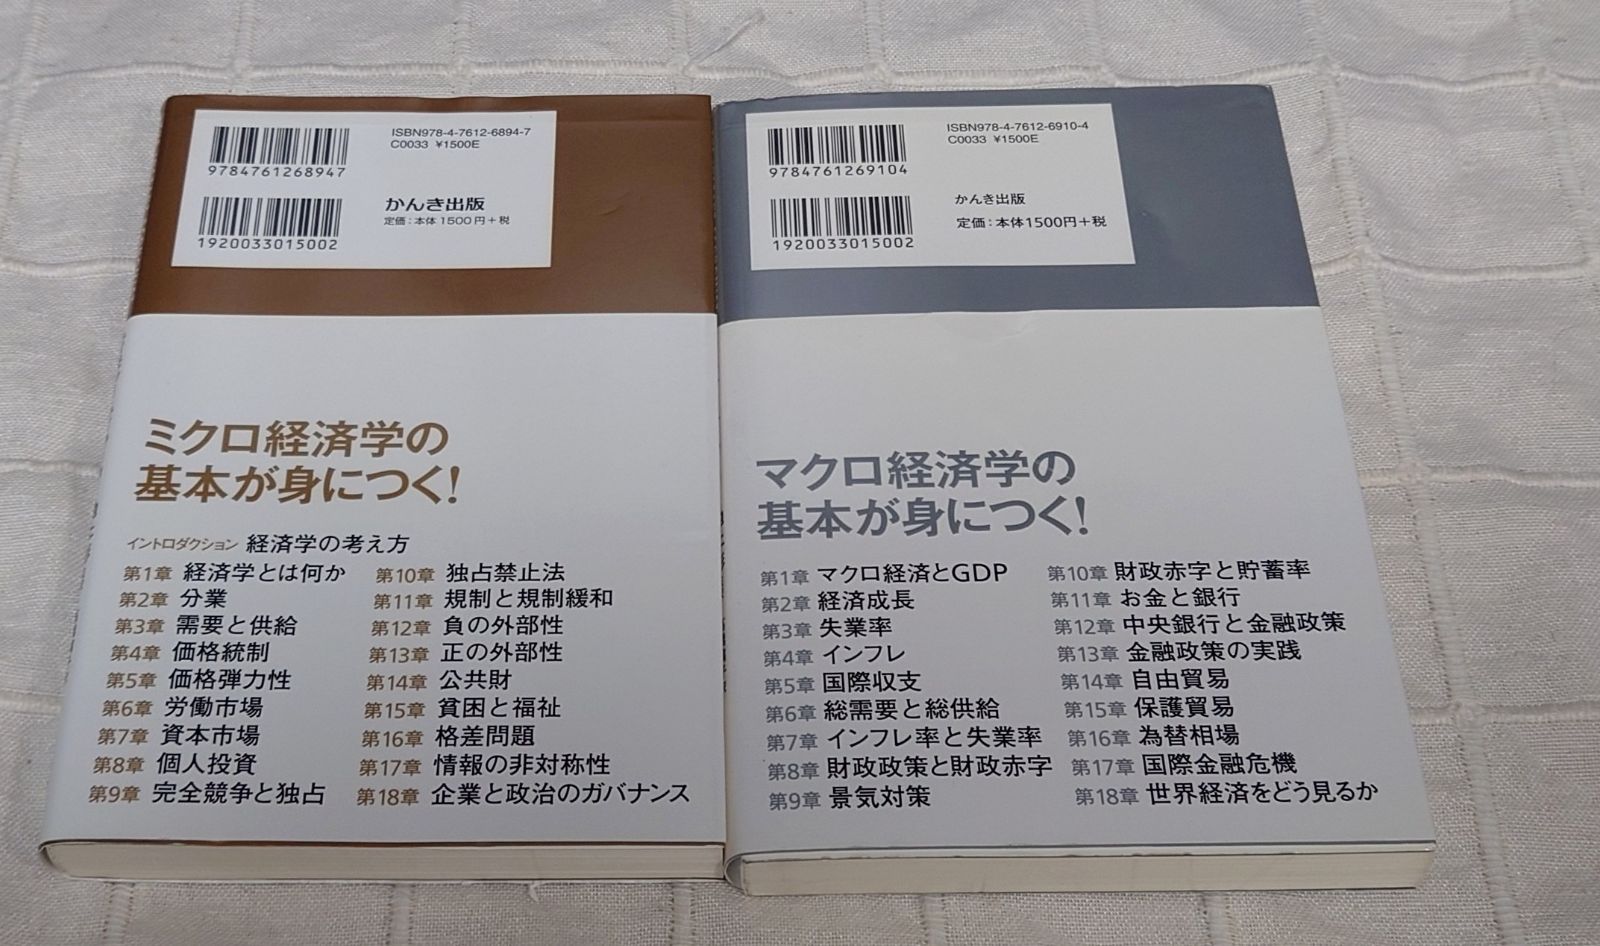 ISBN978-4-7612-6894-7
C0033 ¥1500E
9784761268947
かんき出版
定価：本体1500円＋税
1920033015002
ミクロ経済学の
基本が身につく！
イントロダクション 経済学の考え方
第1章 経済学とは何か
第2章 分業
第3章 需要と供給
第4章 価格統制
第5章 価格弾力性
第6章 労働市場
第7章 資本市場
第8章 個人投資
第9章 完全競争と独占
第10章 独占禁止法
第11章 規制と規制緩和
第12章 負の外部性
第13章 正の外部性
第14章 公共財
第15章 貧困と福祉
第16章 格差問題
第17章 情報の非対称性
第18章 企業と政治のガバナンス
ISBN978-4-7612-6910-4
C0033 ¥1500E
9784761269104
かんき出版
定価：本体1500円＋税
1920033015002
マクロ経済学の
基本が身につく！
第1章 マクロ経済とGDP
第2章 経済成長
第3章 失業率
第4章 インフレ
第5章 国際収支
第6章 総需要と総供給
第7章 インフレ率と失業率
第8章 財政政策と財政赤字
第9章 景気対策
第10章 財政赤字と貯蓄率
第11章 お金と銀行
第12章 中央銀行と金融政策
第13章 金融政策の実践
第14章 自由貿易
第15章 保護貿易
第16章 為替相場
第17章 国際金融危機
第18章 世界経済をどう見るか